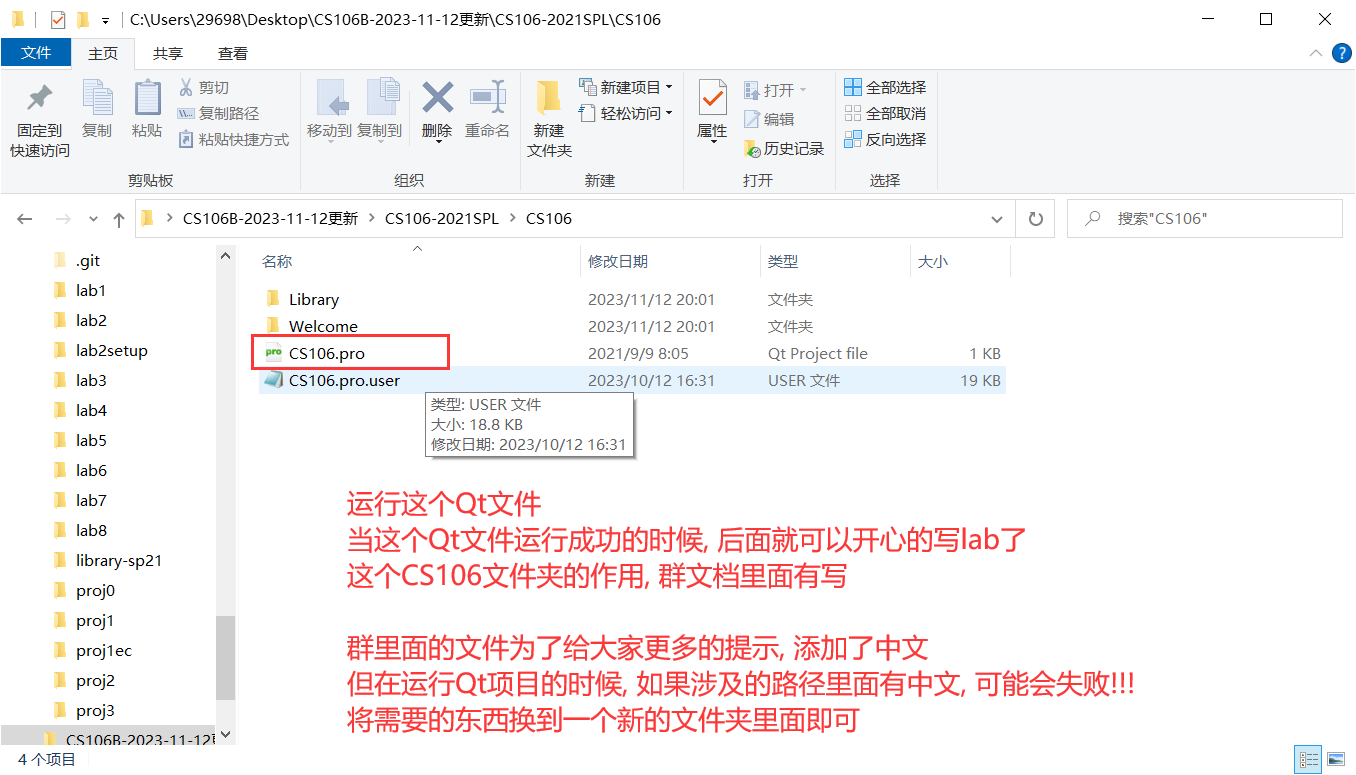 C:\Users\29698\Desktop\CS106B-2023-11-12更新\CS106-2021SPL\CS106
文件 主页 共享 查看
固定到
快速访问
复制
粘贴
剪切
复制路径
粘贴快捷方式
剪贴板
移动到
复制到
删除
重命名
组织
新建
文件夹
新建项目
轻松访问
新建
属性
打开
编辑
历史记录
打开
全部选择
全部取消
反向选择
选择
CS106B-2023-11-12更新 CS106-2021SPL CS106
搜索"CS106"
.git
lab1
lab2
lab2setup
lab3
lab4
lab5
lab6
lab7
lab8
library-sp21
proj0
proj1
proj1ec
proj2
proj3
CS106B-2023-11-12
名称 修改日期 类型 大小
Library 2023/11/12 20:01 文件夹
Welcome 2023/11/12 20:01 文件夹
pro CS106.pro 2021/9/9 8:05 Qt Project file 1 KB
CS106.pro.user 2023/10/12 16:31 USER 文件 19 KB
类型: USER 文件
大小: 18.8 KB
修改日期: 2023/10/12 16:31
运行这个Qt文件
当这个Qt文件运行成功的时候, 后面就可以开心的写lab了
这个CS106文件夹的作用, 群文档里面有写
群里面的文件为了给大家更多的提示, 添加了中文
但在运行Qt项目的时候, 如果涉及的路径里面有中文, 可能会失败!!!
将需要的东西换到一个新的文件夹里面即可
4 个项目